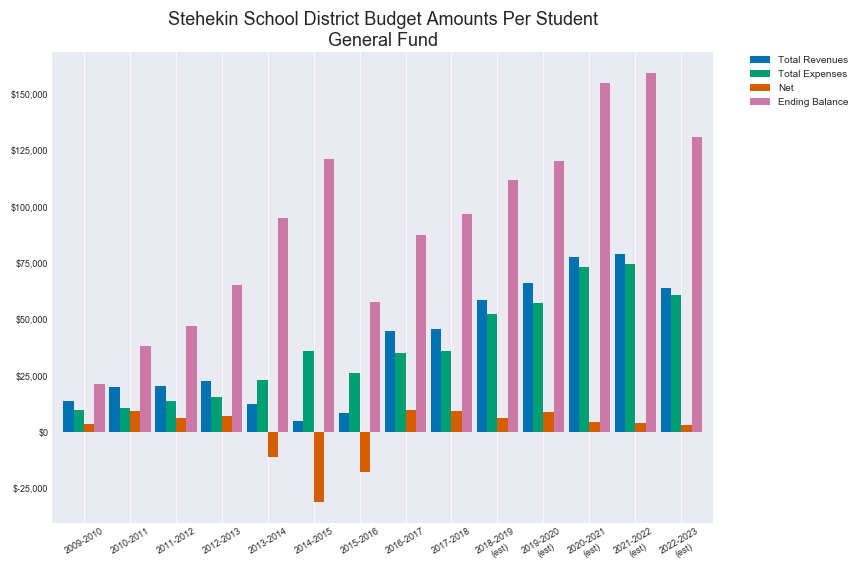 Stehekin School District Budget Amounts Per Student
General Fund
Total Revenues
Total Expenses
Net
Ending Balance
$150,000
$125,000
$100,000
$75,000
$50,000
$25,000
$0
$-25,000
2009-2010
2010-2011
2011-2012
2012-2013
2013-2014
2014-2015
2015-2016
2016-2017
2017-2018
2018-2019
(est)
2019-2020
(est)
2020-2021
(est)
2021-2022
(est)
2022-2023
(est)